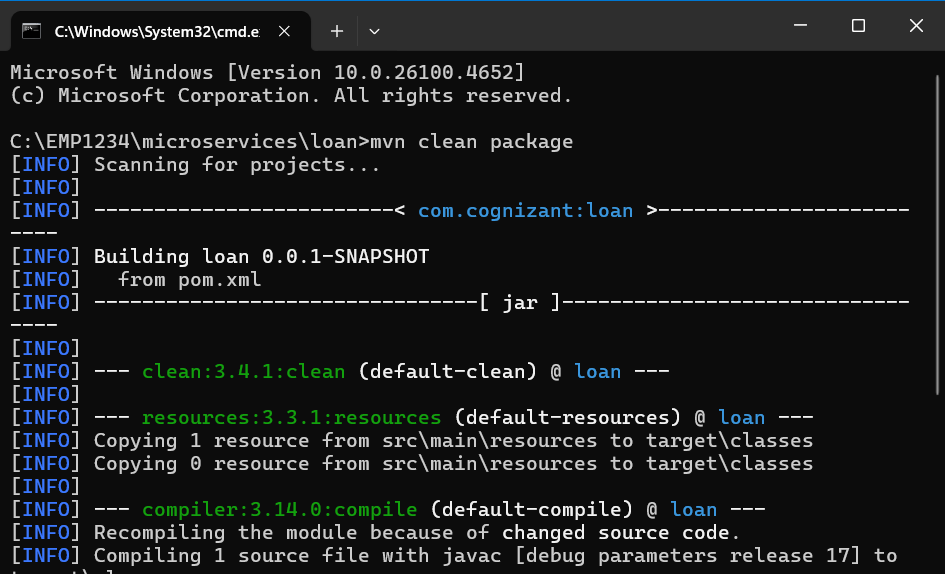 C:\Windows\System32\cmd.e
Microsoft Windows [Version 10.0.26100.4652]
(c) Microsoft Corporation. All rights reserved.
C:\EMP1234\microservices\loan>mvn clean package
[INFO] Scanning for projects...
[INFO]
[INFO] -------------------------< com.cognizant:loan >---------------------
----
[INFO] Building loan 0.0.1-SNAPSHOT
[INFO]   from pom.xml
[INFO] --------------------------------[ jar ]-----------------------------
----
[INFO]
[INFO] --- clean:3.4.1:clean (default-clean) @ loan ---
[INFO]
[INFO] --- resources:3.3.1:resources (default-resources) @ loan ---
[INFO] Copying 1 resource from src\main\resources to target\classes
[INFO] Copying 0 resource from src\main\resources to target\classes
[INFO]
[INFO] --- compiler:3.14.0:compile (default-compile) @ loan ---
[INFO] Recompiling the module because of changed source code.
[INFO] Compiling 1 source file with javac [debug parameters release 17] to